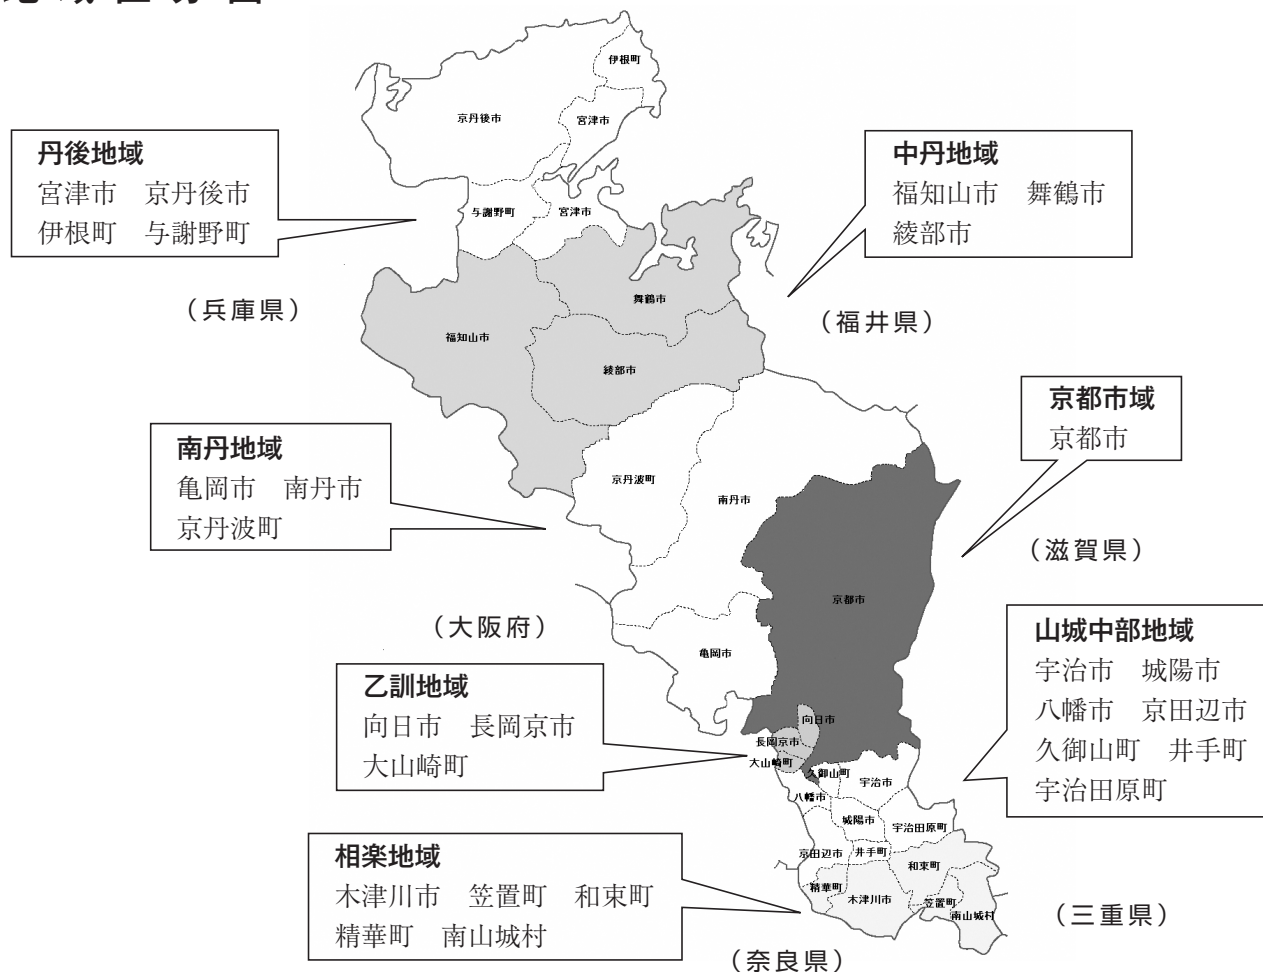 伊根町
京丹後市
宮津市
丹後地域
宮津市　京丹後市
伊根町　与謝野町
中丹地域
福知山市　舞鶴市
綾部市
与謝野町
宮津市
（兵庫県）
舞鶴市
（福井県）
福知山市
綾部市
京都市域
京都市
南丹地域
亀岡市　南丹市
京丹波町
京丹波町
南丹市
（滋賀県）
京都市
（大阪府）
亀岡市
山城中部地域
宇治市　城陽市
八幡市　京田辺市
久御山町　井手町
宇治田原町
乙訓地域
向日市　長岡京市
大山崎町
向日市
長岡京市
大山崎町
久御山町
宇治市
八幡市
城陽市
宇治田原町
京田辺市
井手町
和束町
精華町
木津川市
笠置町
南山城村
相楽地域
木津川市　笠置町　和束町
精華町　南山城村
（三重県）
（奈良県）